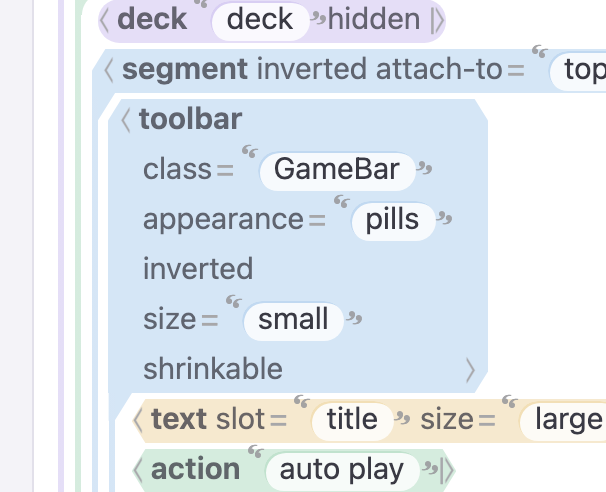 〈 deck “ deck ” hidden |〉
〈 segment inverted attach-to = “ top
〈 toolbar
class = “ GameBar ”
appearance = “ pills ”
inverted
size = “ small ”
shrinkable 〉
〈 text slot = “ title ” size = “ large
〈 action “ auto play ” |〉